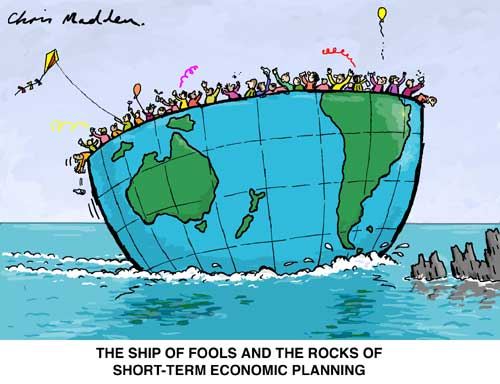 Chris Madden.
THE SHIP OF FOOLS AND THE ROCKS OF
SHORT-TERM ECONOMIC PLANNING